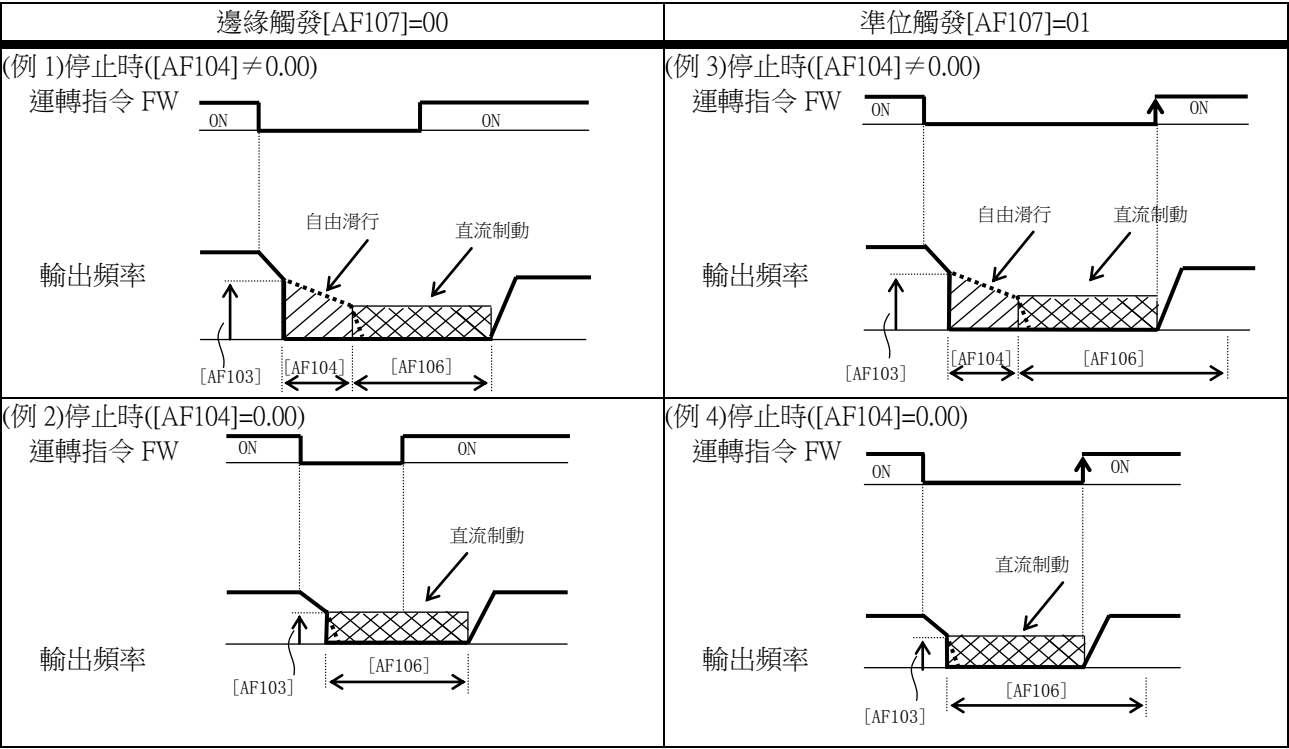 邊緣觸發[AF107]=00
準位觸發[AF107]=01
(例 1)停止時([AF104]≠0.00)
運轉指令 FW
ON
ON
自由滑行
直流制動
輸出頻率
[AF103]
[AF104]
[AF106]
(例 3)停止時([AF104]≠0.00)
運轉指令 FW
ON
ON
自由滑行
直流制動
輸出頻率
[AF103]
[AF104]
[AF106]
(例 2)停止時([AF104]=0.00)
運轉指令 FW
ON
ON
直流制動
輸出頻率
[AF103]
[AF106]
(例 4)停止時([AF104]=0.00)
運轉指令 FW
ON
ON
直流制動
輸出頻率
[AF103]
[AF106]